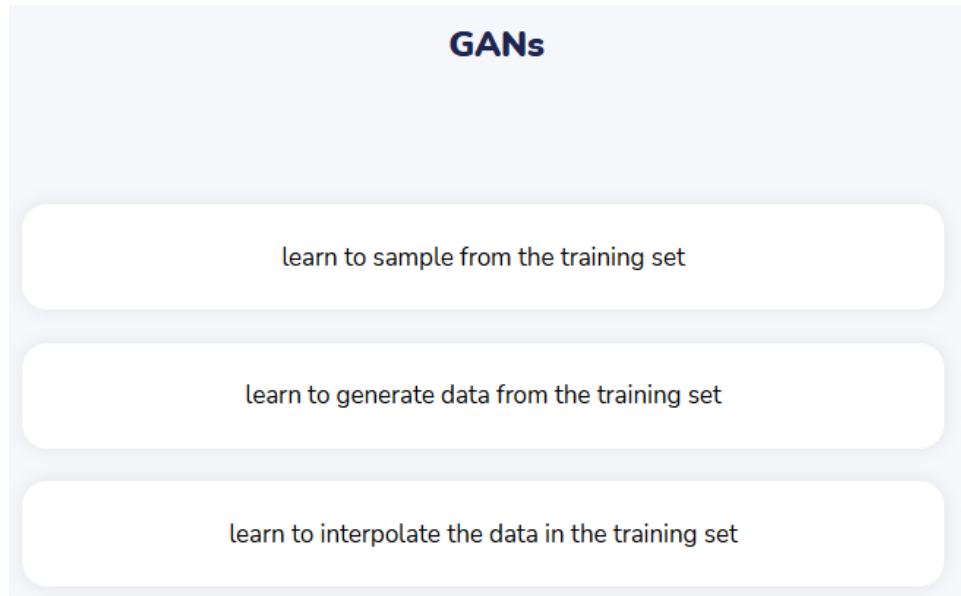 GANs
learn to sample from the training set
learn to generate data from the training set
learn to interpolate the data in the training set